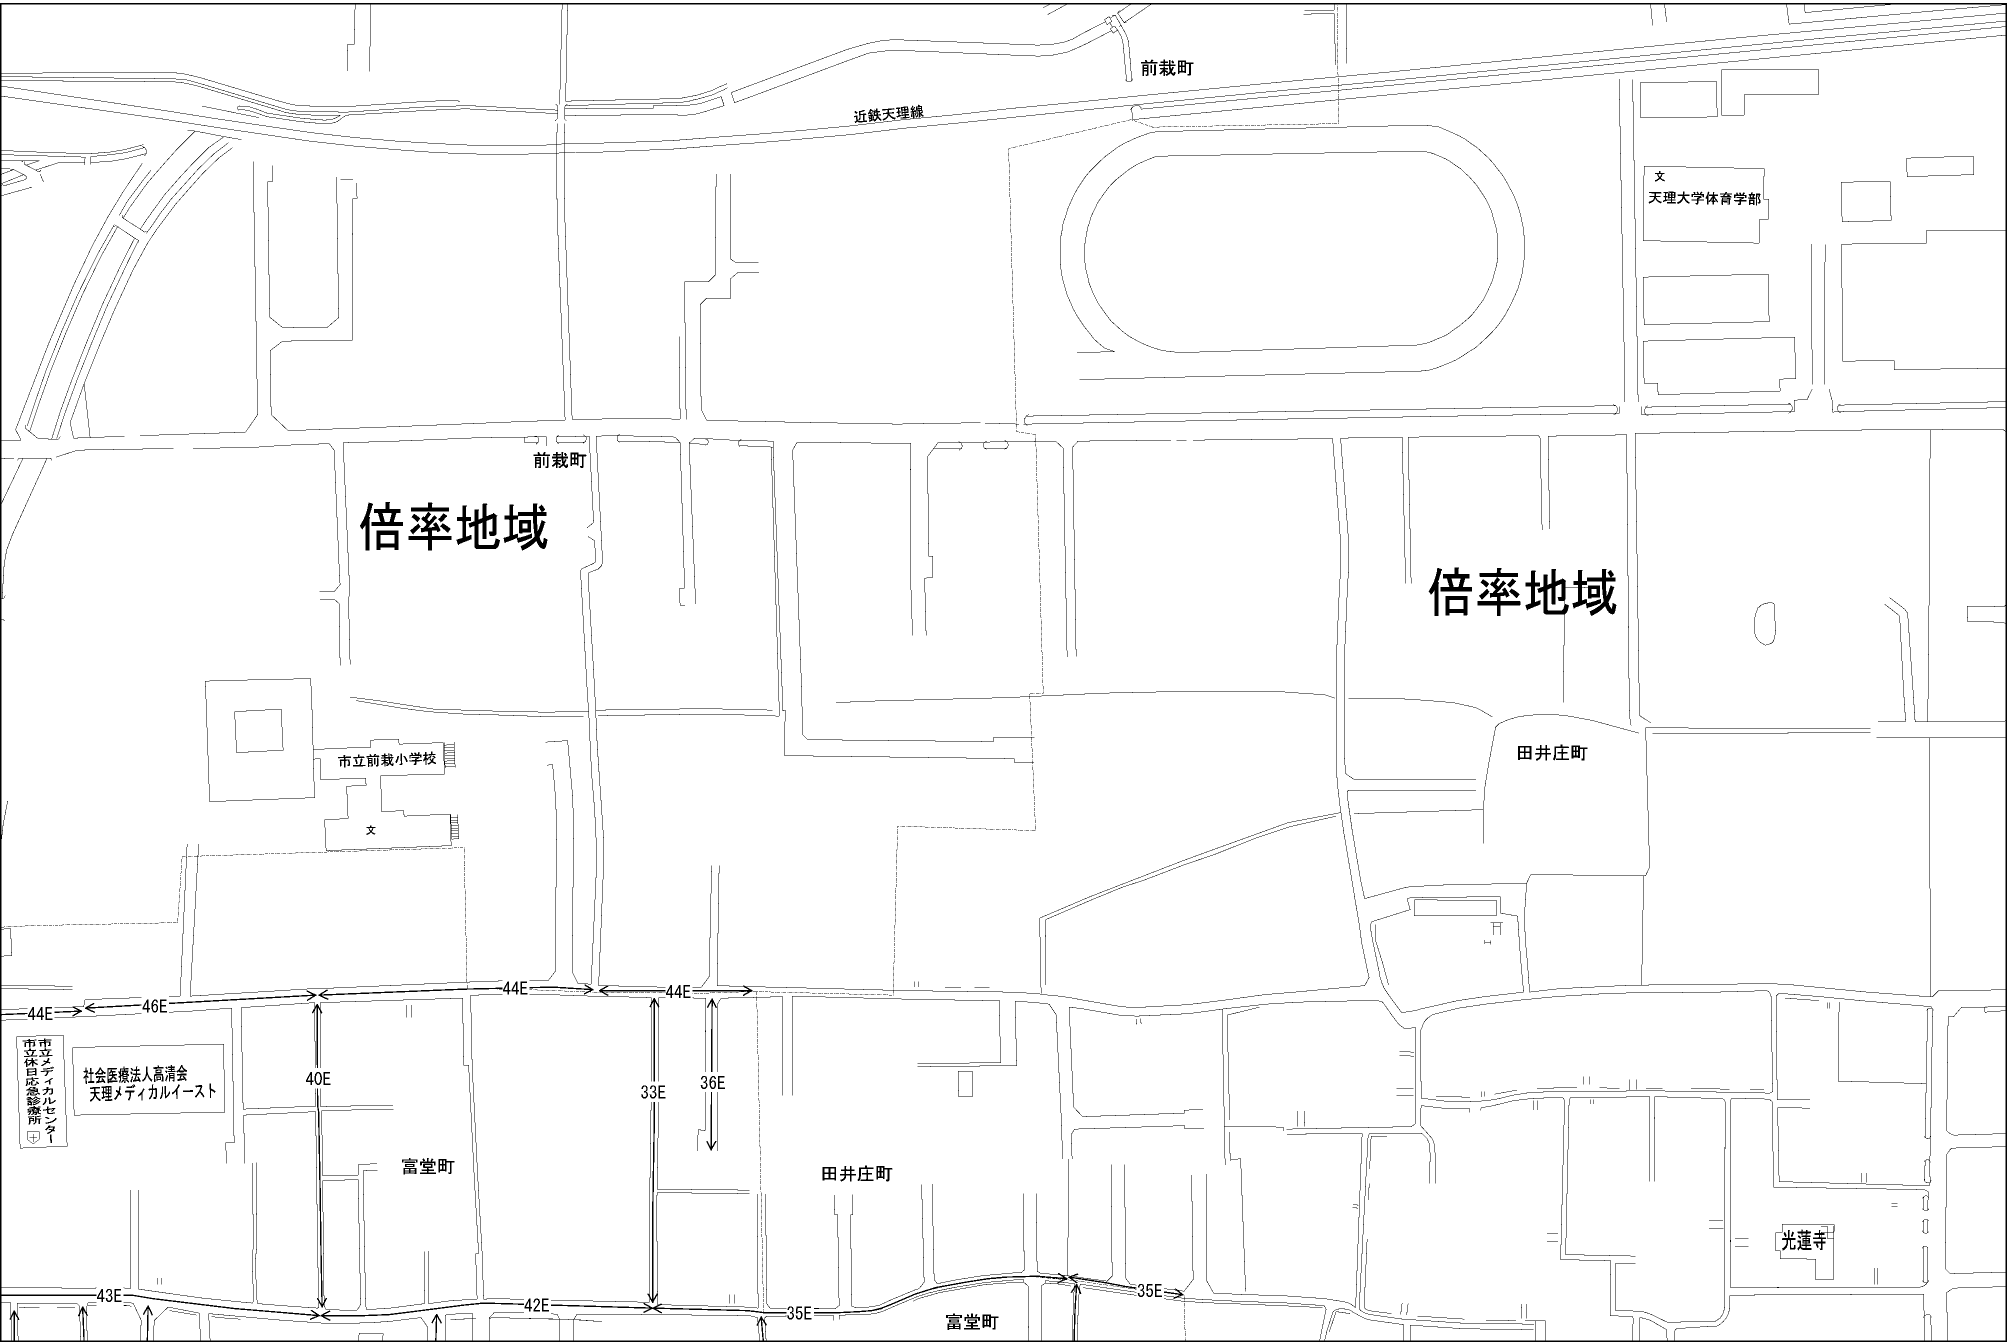 前栽町
近鉄天理線
文
天理大学体育学部
前栽町
倍率地域
倍率地域
田井庄町
市立前栽小学校
文
44E
46E
44E
44E
40E
33E
36E
市立メディカルセンター
市立休日応急診療所
社会医療法人高清会
天理メディカルイースト
富堂町
田井庄町
光蓮寺
43E
42E
35E
35E
富堂町